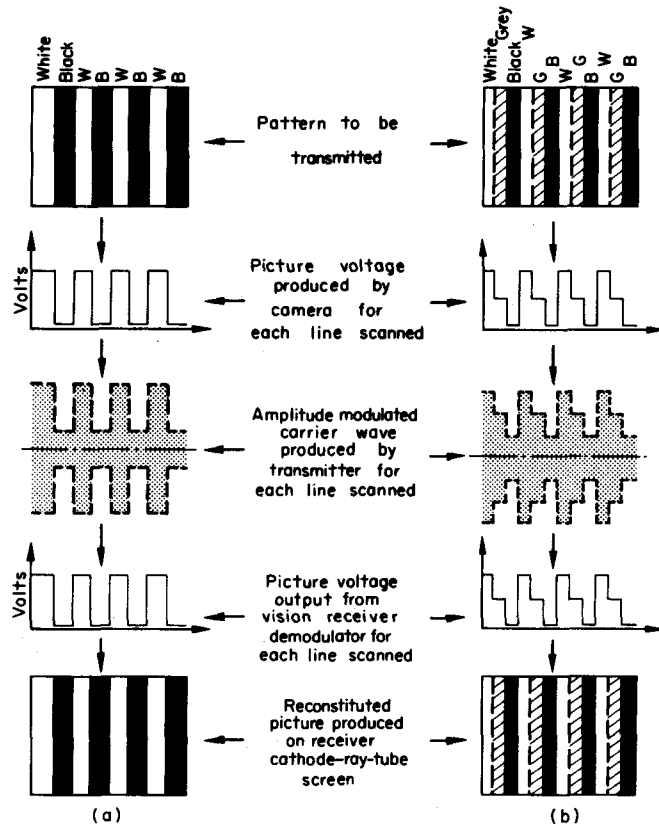 White Black W B W B W B
White Grey Black W G B W G B W G B
Pattern to be
transmitted
Volts
Picture voltage
produced by
camera for
each line scanned
Amplitude modulated
carrier wave
produced by
transmitter for
each line scanned
Volts
Picture voltage
output from
vision receiver
demodulator for
each line scanned
Reconstituted
picture produced
on receiver
cathode-ray-tube
screen
(a)
(b)